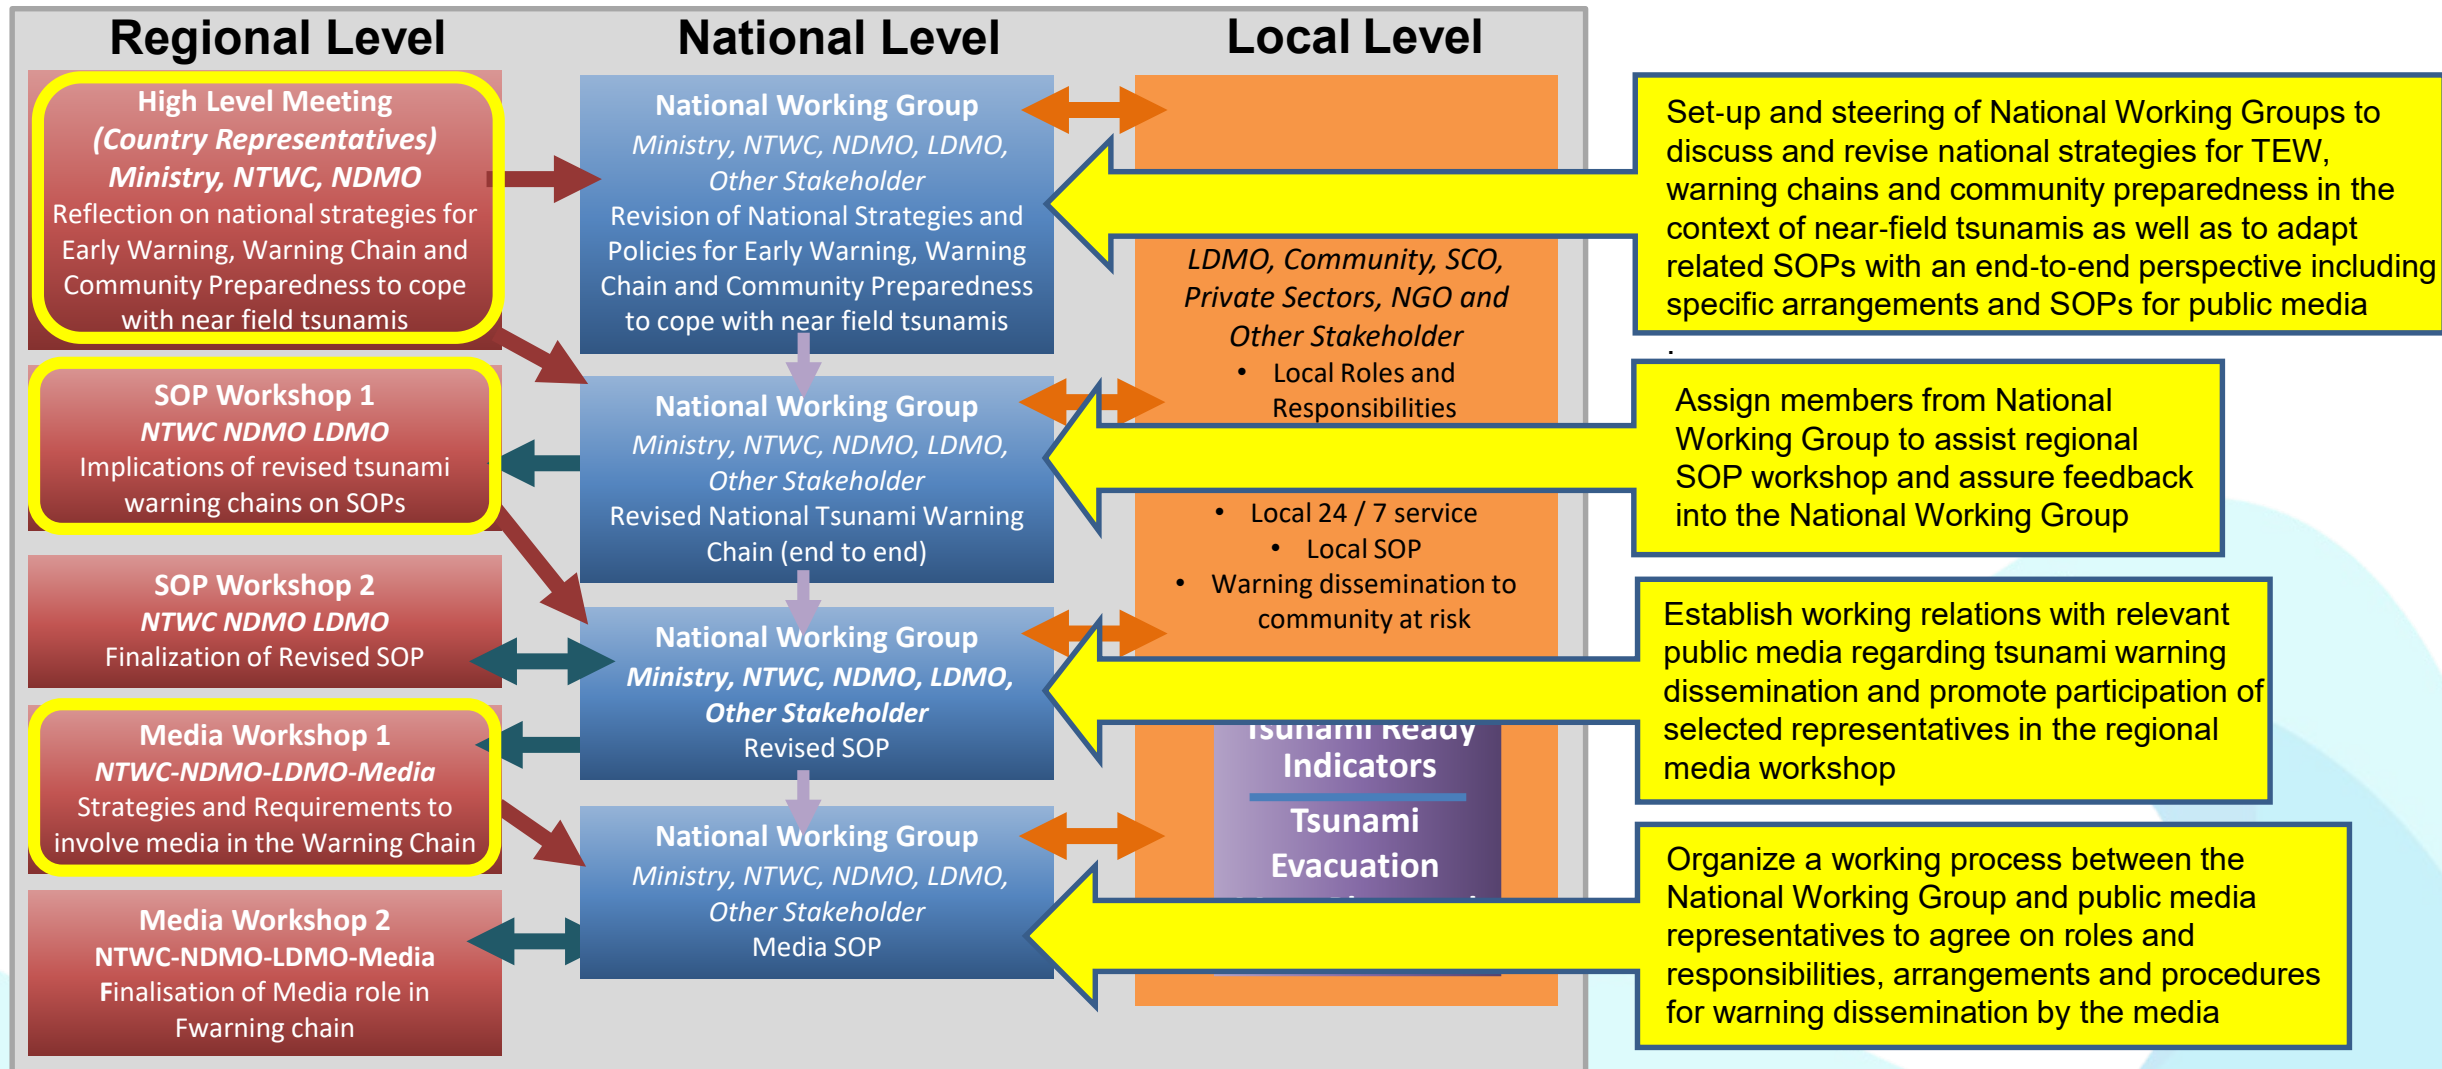 Regional Level
High Level Meeting
(Country Representatives)
Ministry, NTWC, NDMO
Reflection on national strategies for
Early Warning, Warning Chain and
Community Preparedness to cope
with near field tsunamis
SOP Workshop 1
NTWC NDMO LDMO
Implications of revised tsunami
warning chains on SOPs
SOP Workshop 2
NTWC NDMO LDMO
Finalization of Revised SOP
Media Workshop 1
NTWC-NDMO-LDMO-Media
Strategies and Requirements to
involve media in the Warning Chain
Media Workshop 2
NTWC-NDMO-LDMO-Media
Finalisation of Media role in
Fwarning chain
National Level
National Working Group
Ministry, NTWC, NDMO, LDMO,
Other Stakeholder
Revision of National Strategies and
Policies for Early Warning, Warning
Chain and Community Preparedness
to cope with near field tsunamis
National Working Group
Ministry, NTWC, NDMO, LDMO,
Other Stakeholder
Revised National Tsunami Warning
Chain (end to end)
National Working Group
Ministry, NTWC, NDMO, LDMO,
Other Stakeholder
Revised SOP
National Working Group
Ministry, NTWC, NDMO, LDMO,
Other Stakeholder
Media SOP
Local Level
LDMO, Community, SCO,
Private Sectors, NGO and
Other Stakeholder
• Local Roles and
Responsibilities
• Local 24 / 7 service
• Local SOP
• Warning dissemination to
community at risk
Tsunami Ready
Indicators
Tsunami
Evacuation
Set-up and steering of National Working Groups to
discuss and revise national strategies for TEW,
warning chains and community preparedness in the
context of near-field tsunamis as well as to adapt
related SOPs with an end-to-end perspective including
specific arrangements and SOPs for public media
.
Assign members from National
Working Group to assist regional
SOP workshop and assure feedback
into the National Working Group
Establish working relations with relevant
public media regarding tsunami warning
dissemination and promote participation of
selected representatives in the regional
media workshop
Organize a working process between the
National Working Group and public media
representatives to agree on roles and
responsibilities, arrangements and procedures
for warning dissemination by the media